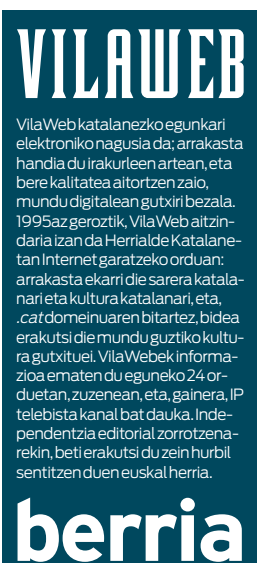 VILAWEB
VilaWeb katalanezko egunkari
elektroniko nagusia da; arrakasta
handia du irakurleen artean, eta
bere kalitatea aitortzen zaio,
mundu digitalean gutxiri bezala.
1995az geroztik, VilaWeb aitzin-
daria izan da Herrialde Katalane-
tan Internet garatzeko orduan:
arrakasta ekarri die sarera katala-
nari eta kultura katalanari, eta,
.cat domeinuaren bitartez, bidea
erakutsi die mundu guztiko kultu-
ra gutxituei. VilaWebek informa-
zioa ematen du eguneko 24 or-
duetan, zuzenean, eta, gainera, IP
telebista kanal bat dauka. Inde-
pendentzia editorial zorrotzena-
rekin, beti erakutsi du zein hurbil
sentitzen duen euskal herria.
berria